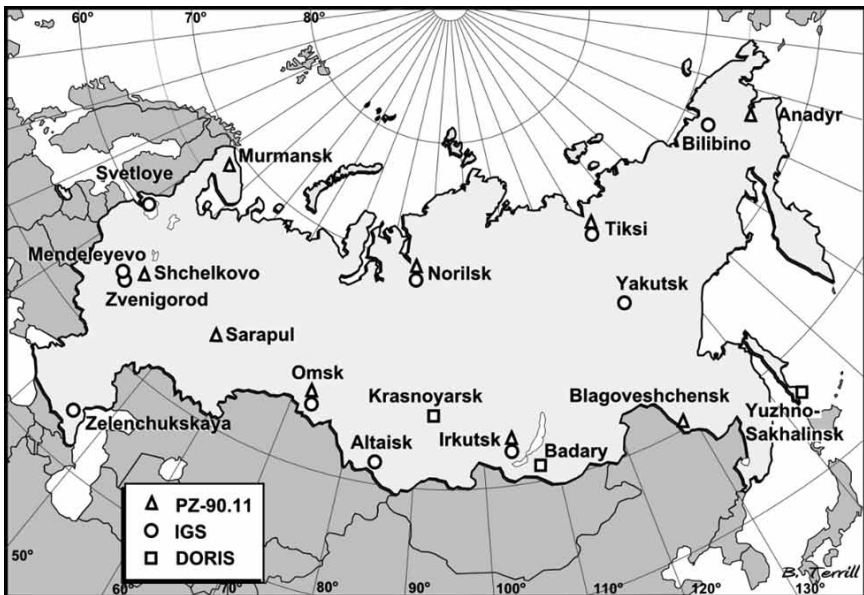 60°
70°
80°
120°
130°
Anadyr
Bilibino
Murmansk
Svetloye
Tiksi
Mendeleyevo
Shchelkovo
Norilsk
Yakutsk
Zvenigorod
Sarapul
Omsk
Krasnoyarsk
Blagoveshchensk
Yuzhno-
Sakhalinsk
Zelenchukskaya
Altaisk
Irkutsk
Badary
PZ-90.11
IGS
DORIS
50°
60°
70°
80°
90°
100°
110°
120°
130°
B. Terrill